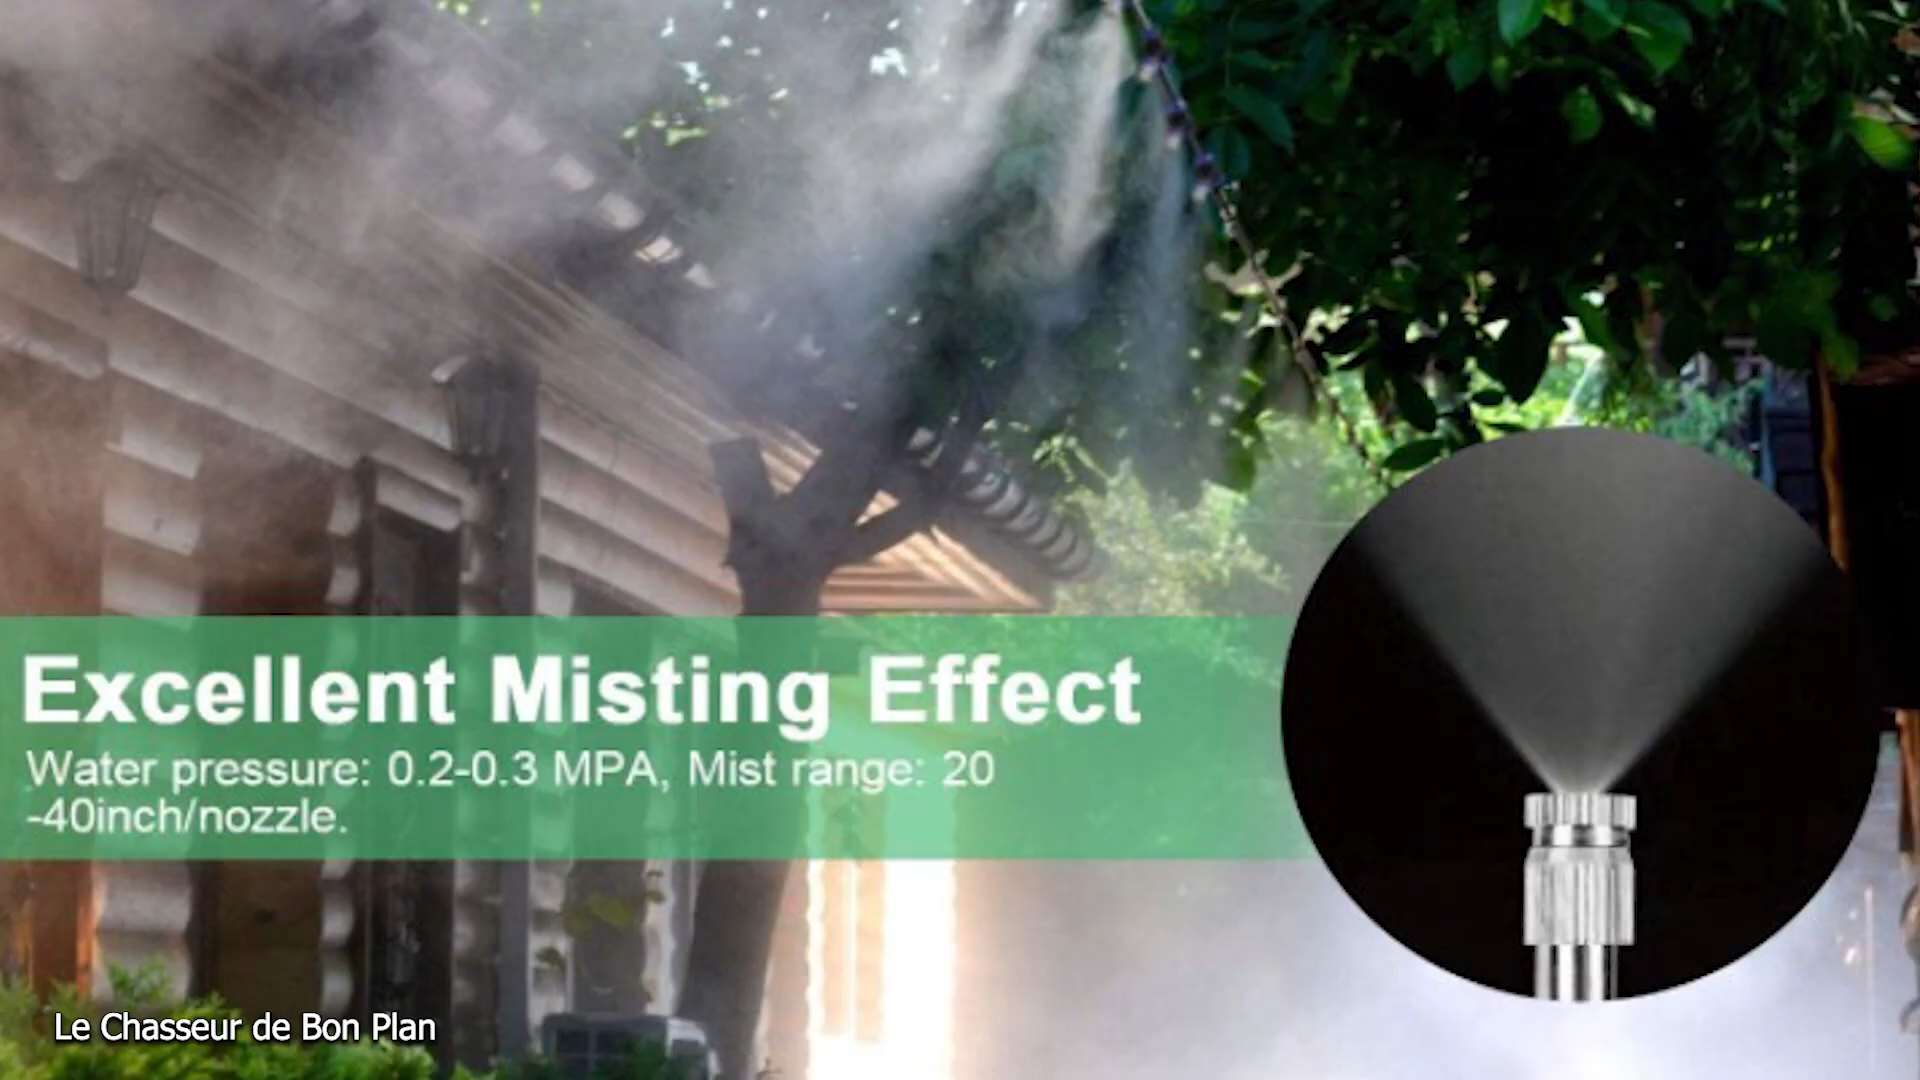 Excellent Misting Effect
Water pressure: 0.2-0.3 MPA, Mist range: 20
-40inch/nozzle.
Le Chasseur de Bon Plan